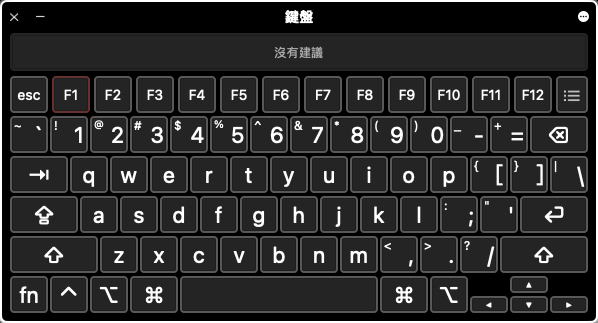 鍵盤
沒有建議
esc F1 F2 F3 F4 F5 F6 F7 F8 F9 F10 F11 F12
~ ` ! 1 @ 2 # 3 $ 4 % 5 ^ 6 & 7 * 8 ( 9 ) 0 _ - + =
q w e r t y u i o p { [ } ] | \
a s d f g h j k l : ; " '
z x c v b n m < , > . ? /
fn ^ ⌥ ⌘ ⌘ ⌥